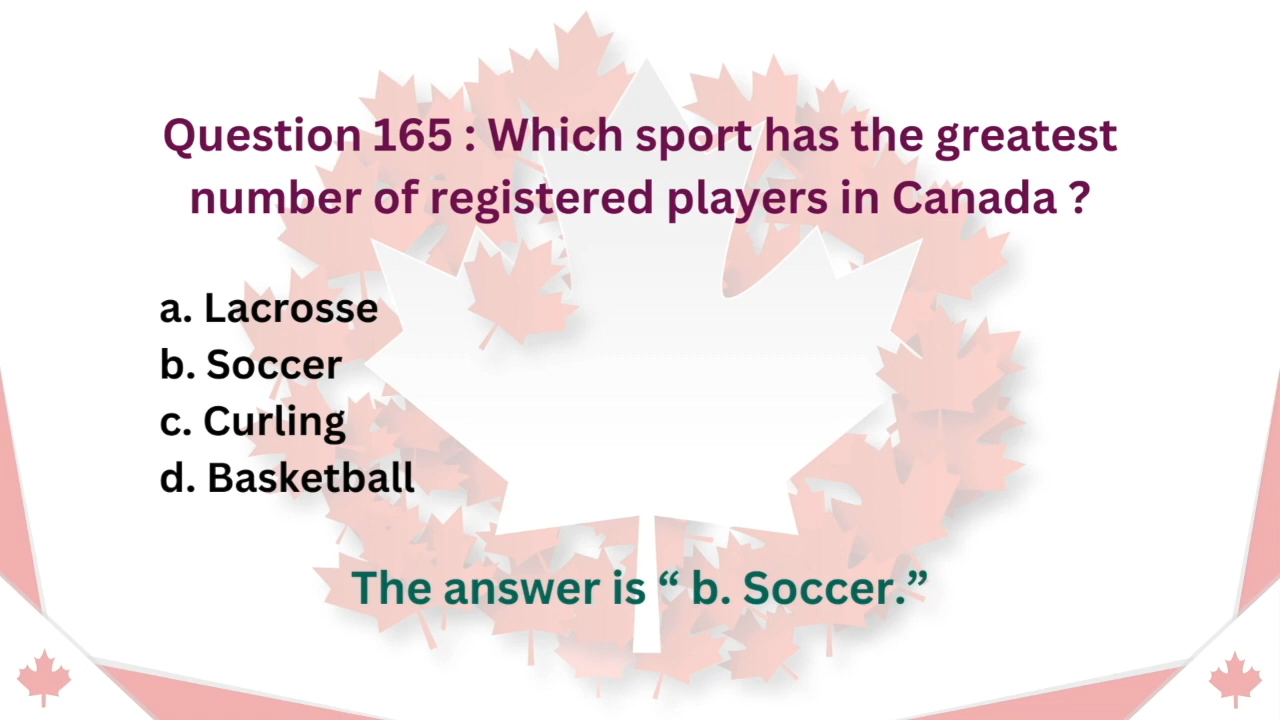 Question 165 : Which sport has the greatest
number of registered players in Canada ?
a. Lacrosse
b. Soccer
c. Curling
d. Basketball
The answer is “ b. Soccer.”